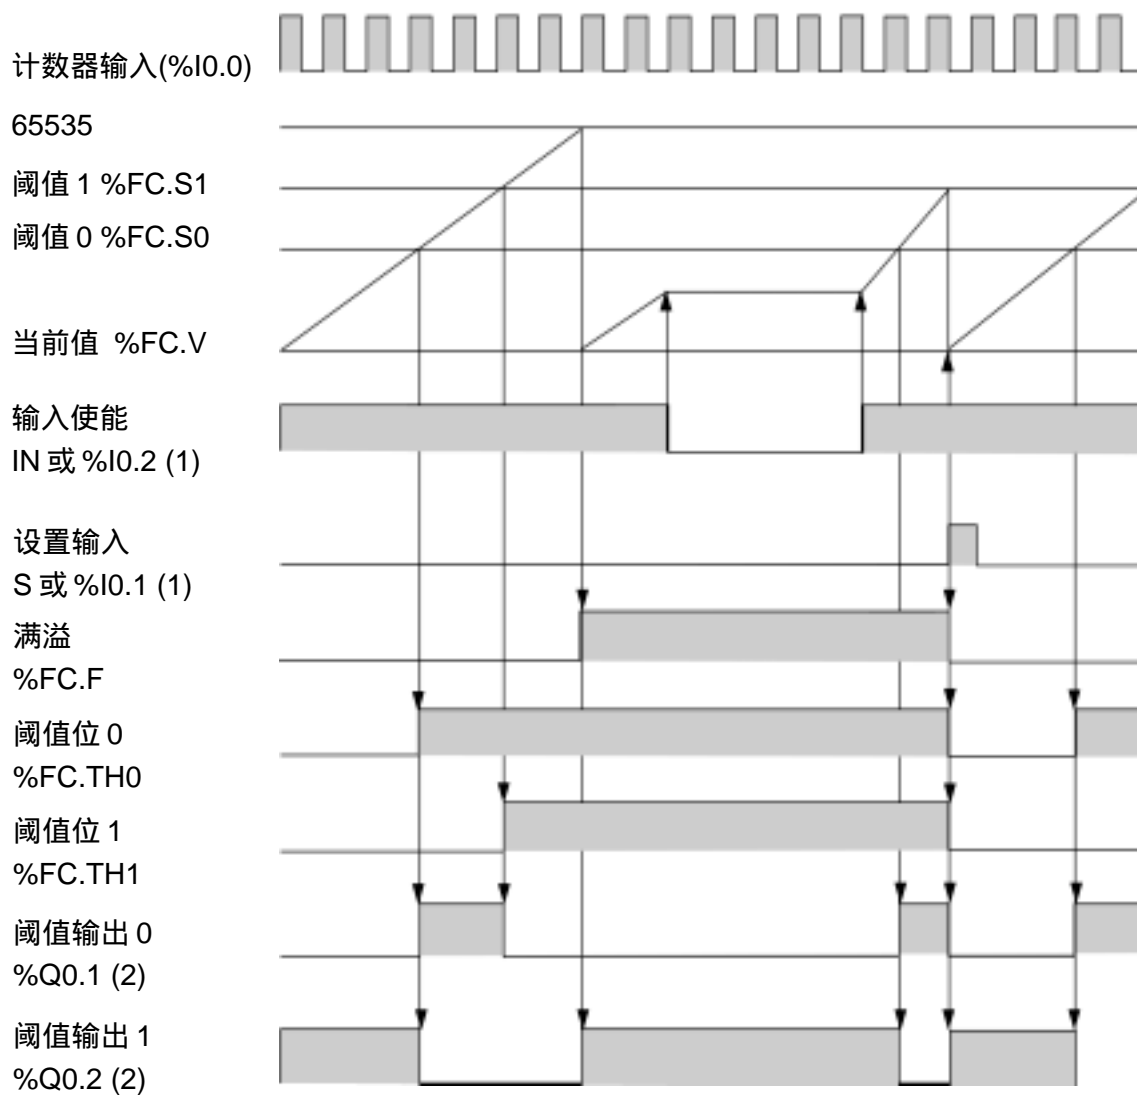 计数器输入(%I0.0)
65535
阈值 1 %FC.S1
阈值 0 %FC.S0
当前值 %FC.V
输入使能
IN 或 %I0.2 (1)
设置输入
S 或 %I0.1 (1)
满溢
%FC.F
阈值位 0
%FC.TH0
阈值位 1
%FC.TH1
阈值输出 0
%Q0.1 (2)
阈值输出 1
%Q0.2 (2)